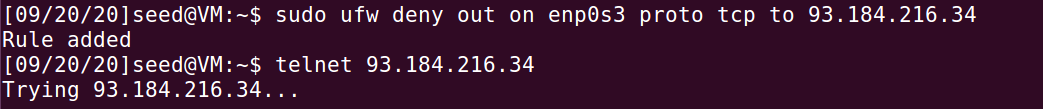 [09/20/20]seed@VM:~$ sudo ufw deny out on enp0s3 proto tcp to 93.184.216.34
Rule added
[09/20/20]seed@VM:~$ telnet 93.184.216.34
Trying 93.184.216.34...